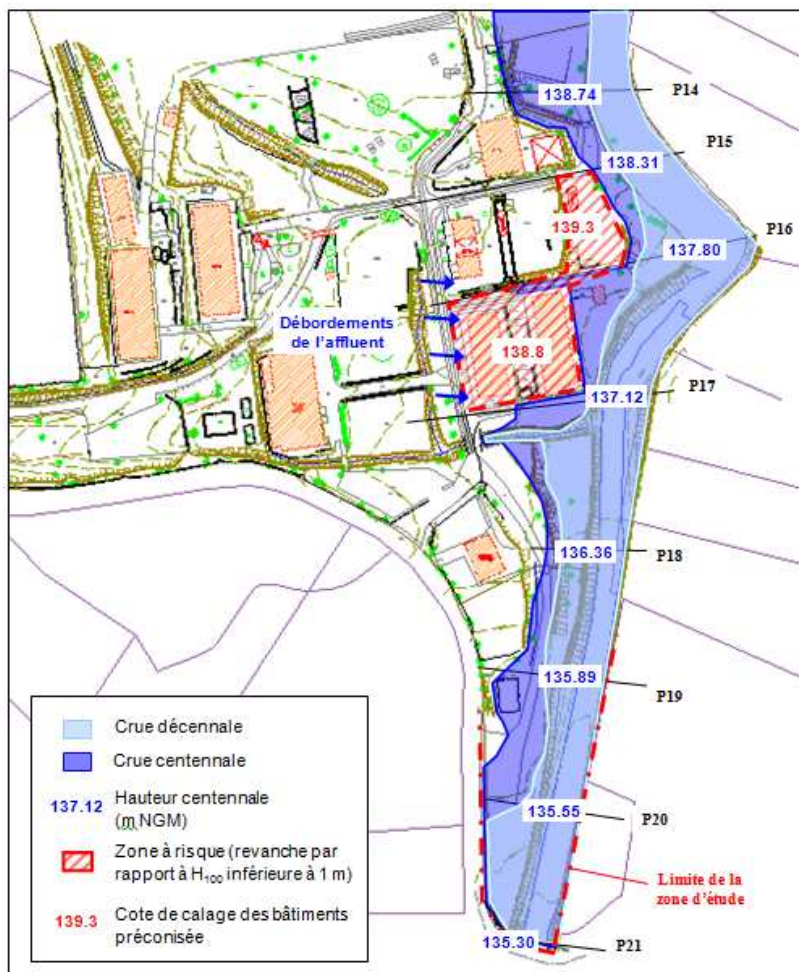 138.74
P14
P15
138.31
P16
139.3
137.80
Débordements
de l'affluent
138.8
P17
137.12
136.36
P18
135.89
P19
135.55
P20
Limite de la
zone d'étude
135.30
P21
Crue décennale
Crue centennale
137.12 Hauteur centennale
(m NGM)
Zone à risque (revanche par
rapport à H100 inférieure à 1 m)
139.3 Cote de calage des bâtiments
préconisée